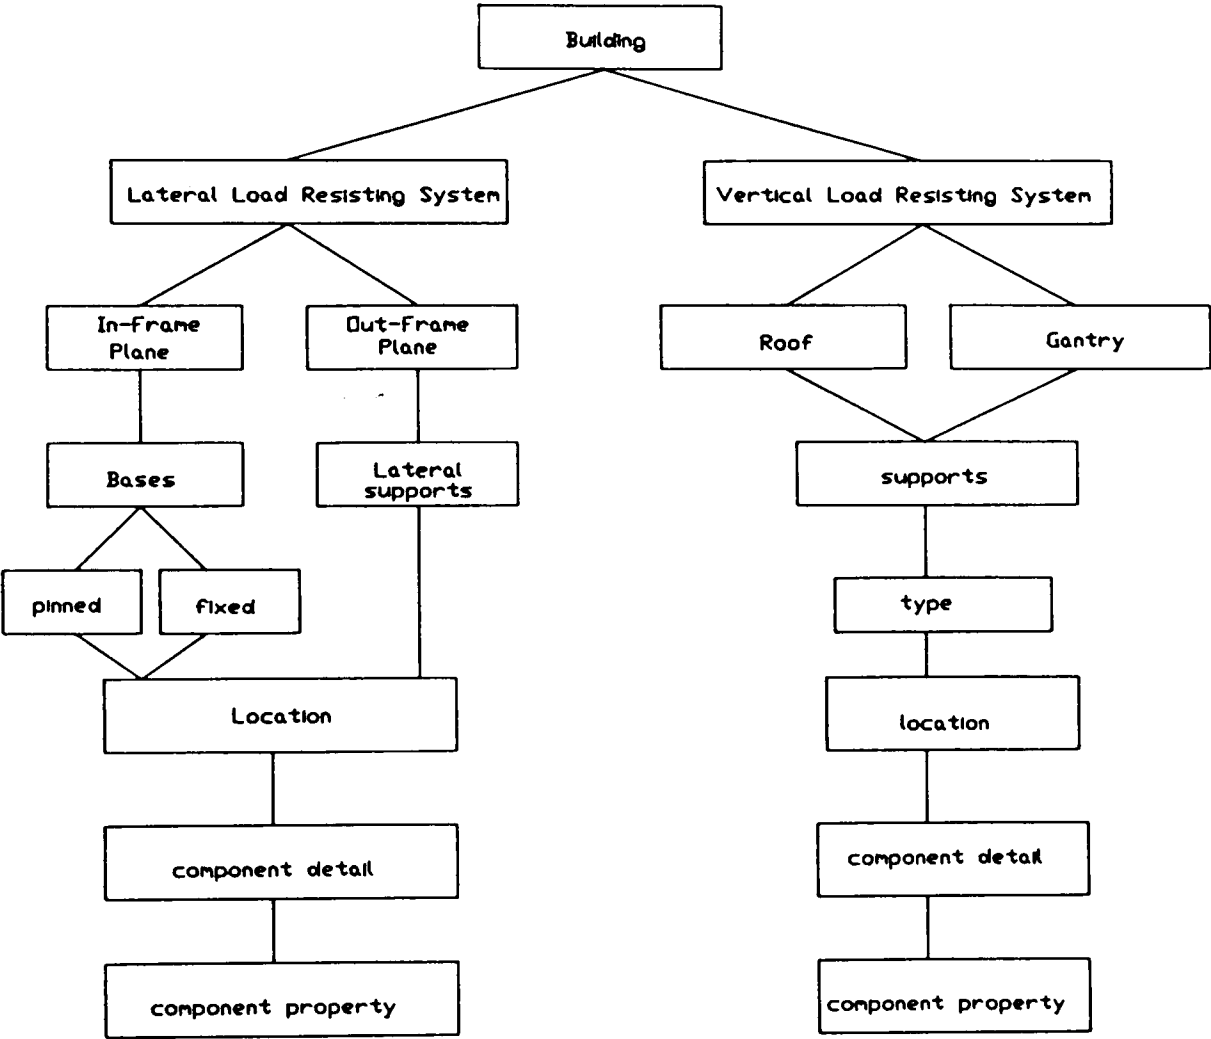 Building
Lateral Load Resisting System
Vertical Load Resisting System
In-Frame
Plane
Out-Frame
Plane
Roof
Gantry
Bases
Lateral
supports
supports
pinned
fixed
type
Location
location
component detail
component detail
component property
component property